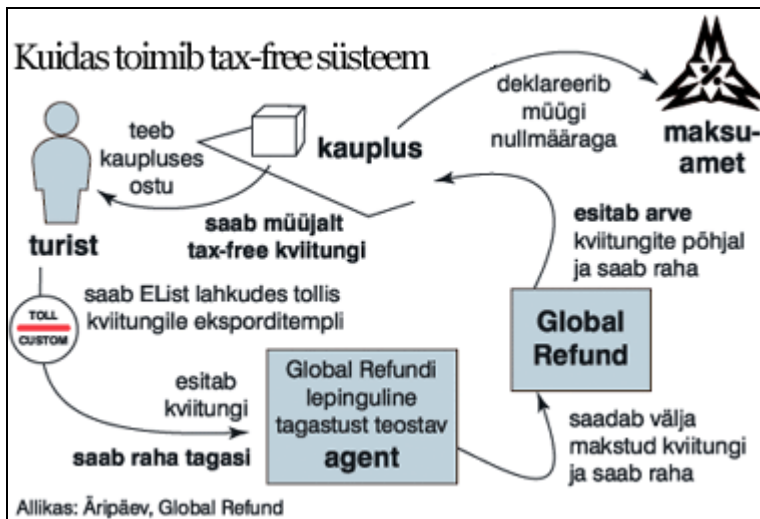 Kuidas toimib tax-free süsteem
teeb
kaupluses
ostu
kauplus
deklareerib
müügi
nullmääraga
maksu-
amet
turist
saab müüjalt
tax-free kviitungi
esitab arve
kviitungite põhjal
ja saab raha
TOLL
CUSTOM
saab EList lahkudes tollis
kviitungile eksporditempli
Global
Refund
esitab
kviitungi
saab raha tagasi
Global Refundi
lepinguline
tagastust teostav
agent
saadab välja
makstud kviitungi
ja saab raha
Allikas: Äripäev, Global Refund